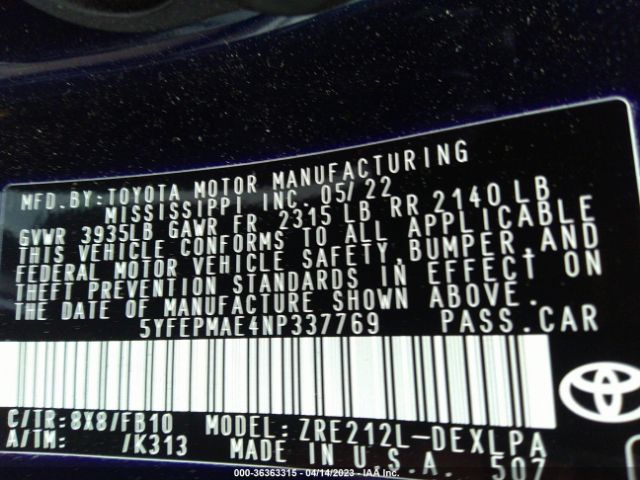 MFD.BY:TOYOTA MOTOR MANUFACTURING
MISSISSIPPI INC. 05/22
GVWR 3935LB GAWR FR 2315 LB RR 2140 LB
THIS VEHICLE CONFORMS TO ALL APPLICABLE
FEDERAL MOTOR VEHICLE SAFETY,BUMPER,AND
THEFT PREVENTION STANDARDS IN EFFECT ON
THE DATE OF MANUFACTURE SHOWN ABOVE.
5YFEPMAE4NP337769 PASS.CAR
C/TR:8X8/FB10 MODEL:ZRE212L-DEXLPA
A/TM: /K313 MADE IN U.S.A. 507
000-36363315 - 04/14/2023 - IAA Inc.